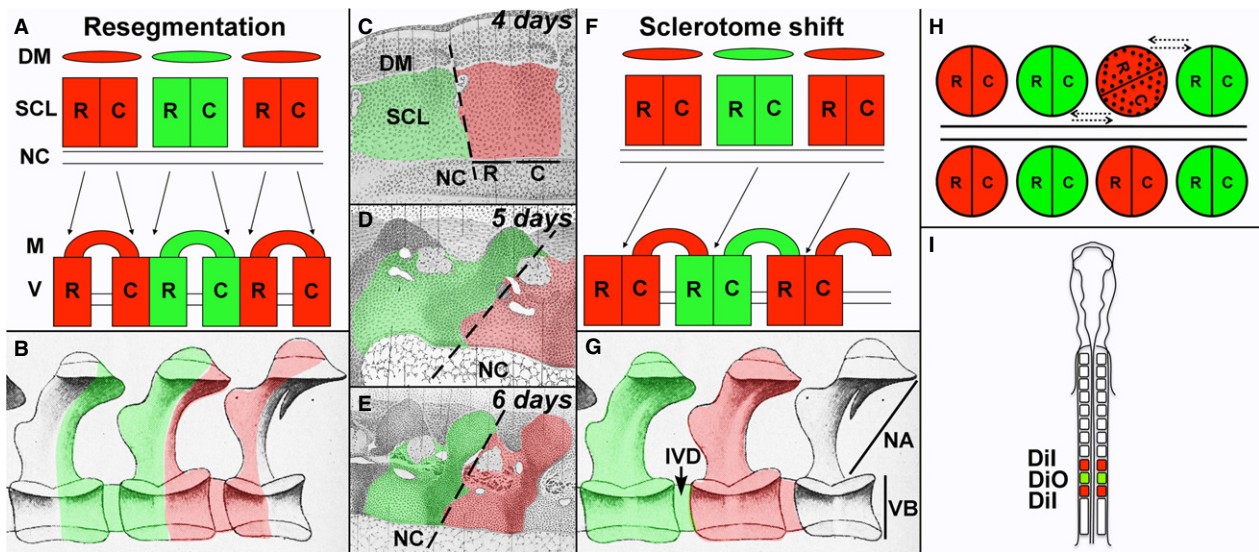 A
Resegmentation
DM
SCL
R C R C R C
NC
M
V
R C R C R C
B
C
4 days
DM
SCL
NC R C
D
5 days
NC
E
6 days
NC
F
Sclerotome shift
R C R C R C
R C R C R C
G
IVD
NA
VB
H
R C R C R C R C
R C R C R C R C
I
DiI
DiO
DiI